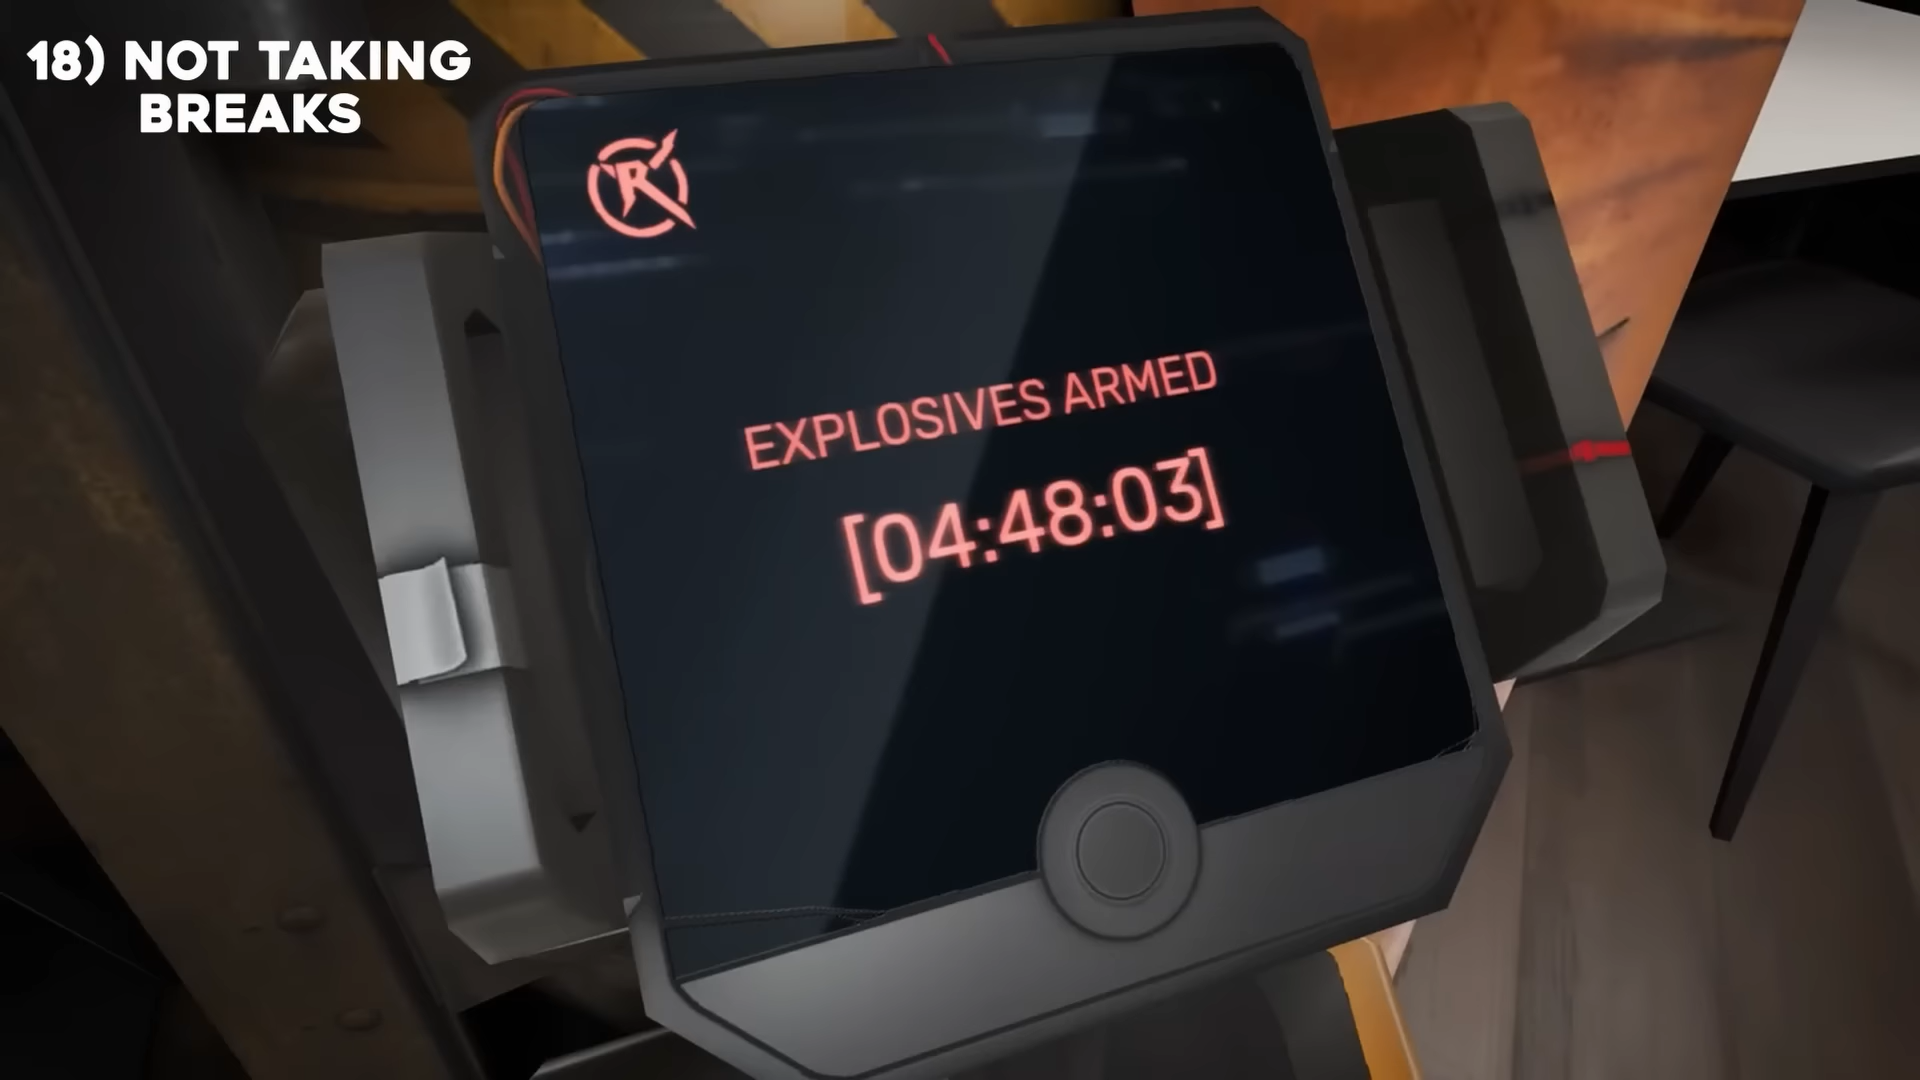 18) NOT TAKING
BREAKS
R
EXPLOSIVES ARMED
[04:48:03]